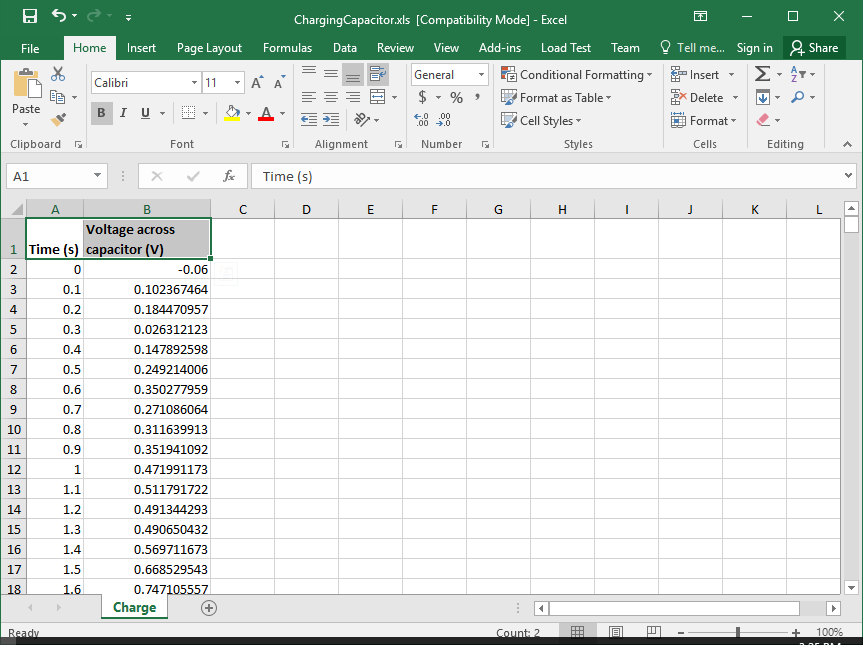 ChargingCapacitor.xls [Compatibility Mode] - Excel
File Home Insert Page Layout Formulas Data Review View Add-ins Load Test Team Tell me... Sign in Share
Paste
Calibri 11 A A
B I U A
General
$ % ,
Conditional Formatting
Format as Table
Cell Styles
Insert
Delete
Format
Clipboard Font Alignment Number Styles Cells Editing
A1 fx Time (s)
A B C D E F G H I J K L
1 Time (s) Voltage across
capacitor (V)
2 0 -0.06
3 0.1 0.102367464
4 0.2 0.184470957
5 0.3 0.026312123
6 0.4 0.147892598
7 0.5 0.249214006
8 0.6 0.350277959
9 0.7 0.271086064
10 0.8 0.311639913
11 0.9 0.351941092
12 1 0.471991173
13 1.1 0.511791722
14 1.2 0.491344293
15 1.3 0.490650432
16 1.4 0.569711673
17 1.5 0.668529543
18 1.6 0.747105557
Charge
Ready Count: 2 100%